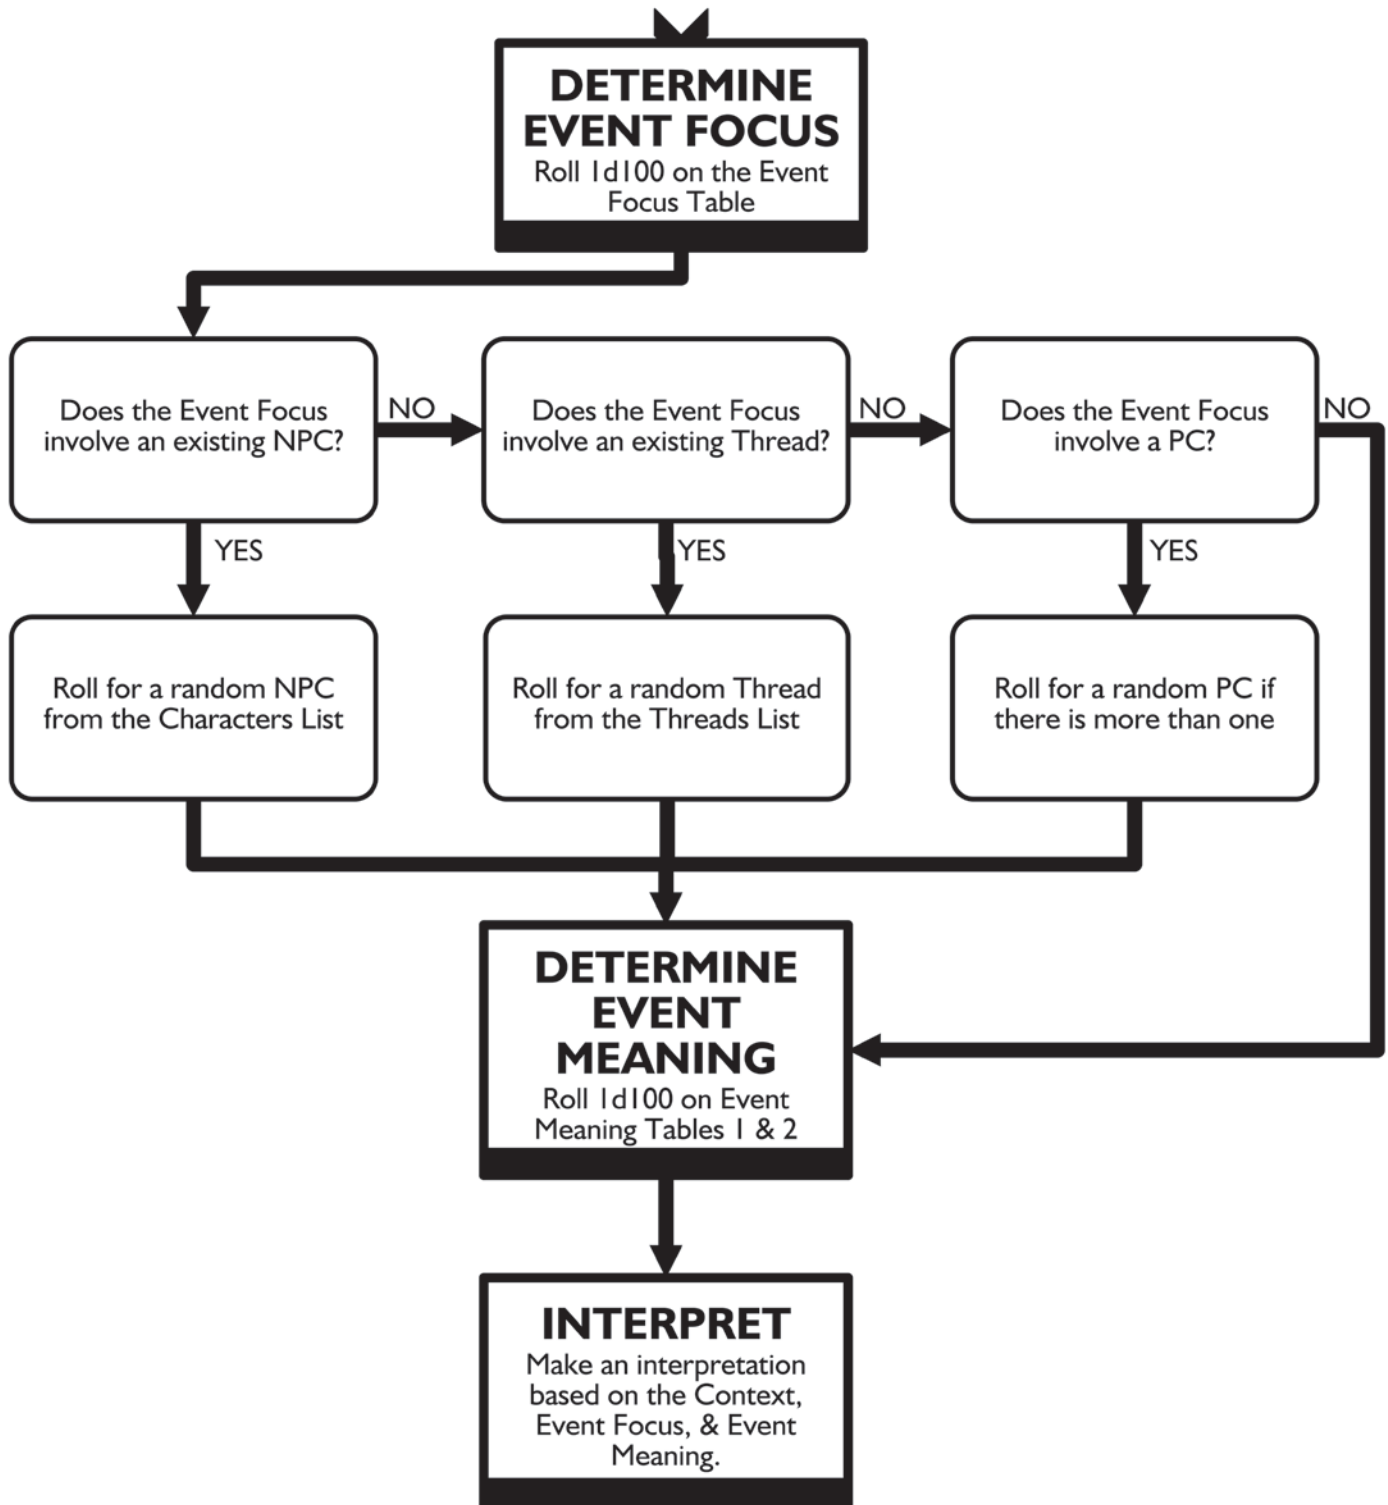 DETERMINE
EVENT FOCUS
Roll 1d100 on the Event
Focus Table
Does the Event Focus
involve an existing NPC?
NO
Does the Event Focus
involve an existing Thread?
NO
Does the Event Focus
involve a PC?
NO
YES
YES
YES
Roll for a random NPC
from the Characters List
Roll for a random Thread
from the Threads List
Roll for a random PC if
there is more than one
DETERMINE
EVENT
MEANING
Roll 1d100 on Event
Meaning Tables 1 & 2
INTERPRET
Make an interpretation
based on the Context,
Event Focus, & Event
Meaning.